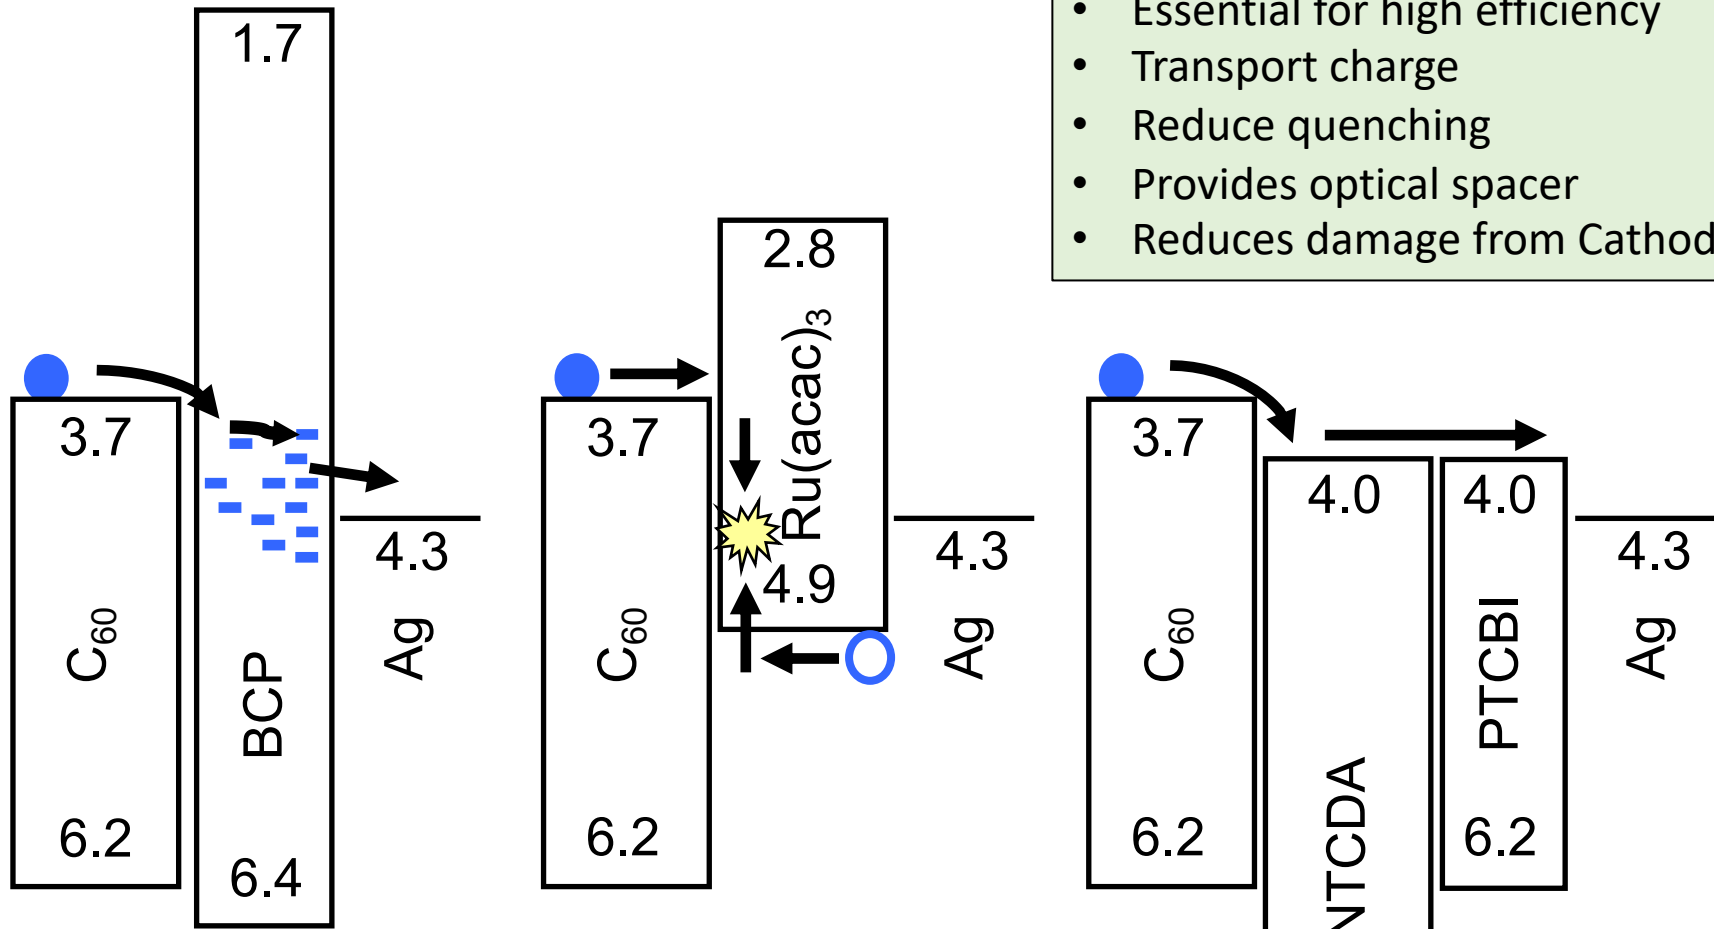 • Essential for high efficiency
• Transport charge
• Reduce quenching
• Provides optical spacer
• Reduces damage from Cathod
1.7
3.7
C60
6.2
BCP
6.4
4.3
Ag
2.8
Ru(acac)3
4.9
3.7
C60
6.2
4.3
Ag
3.7
C60
6.2
4.0
NTCDA
4.0
PTCBI
6.2
4.3
Ag